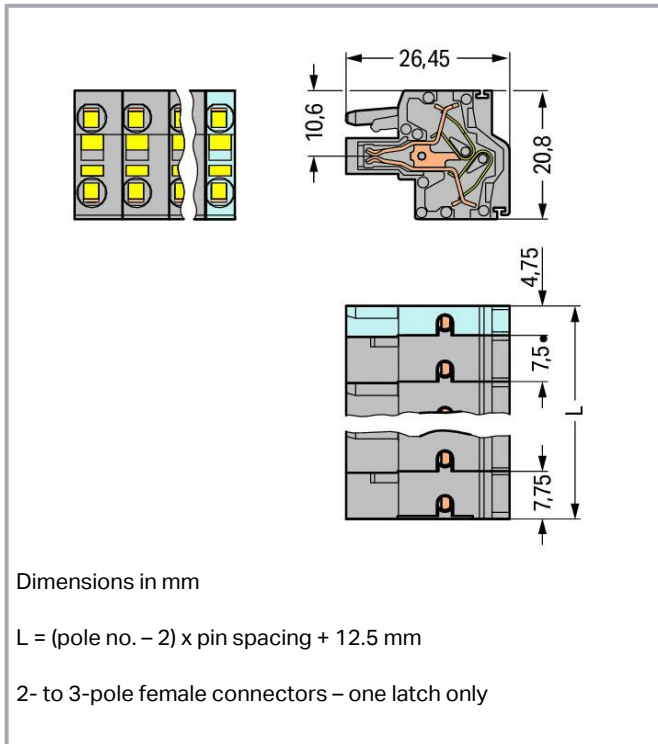 26,45
10,6
20,8
4,75
7,5
L
7,75
Dimensions in mm
L = (pole no. – 2) x pin spacing + 12.5 mm
2- to 3-pole female connectors – one latch only